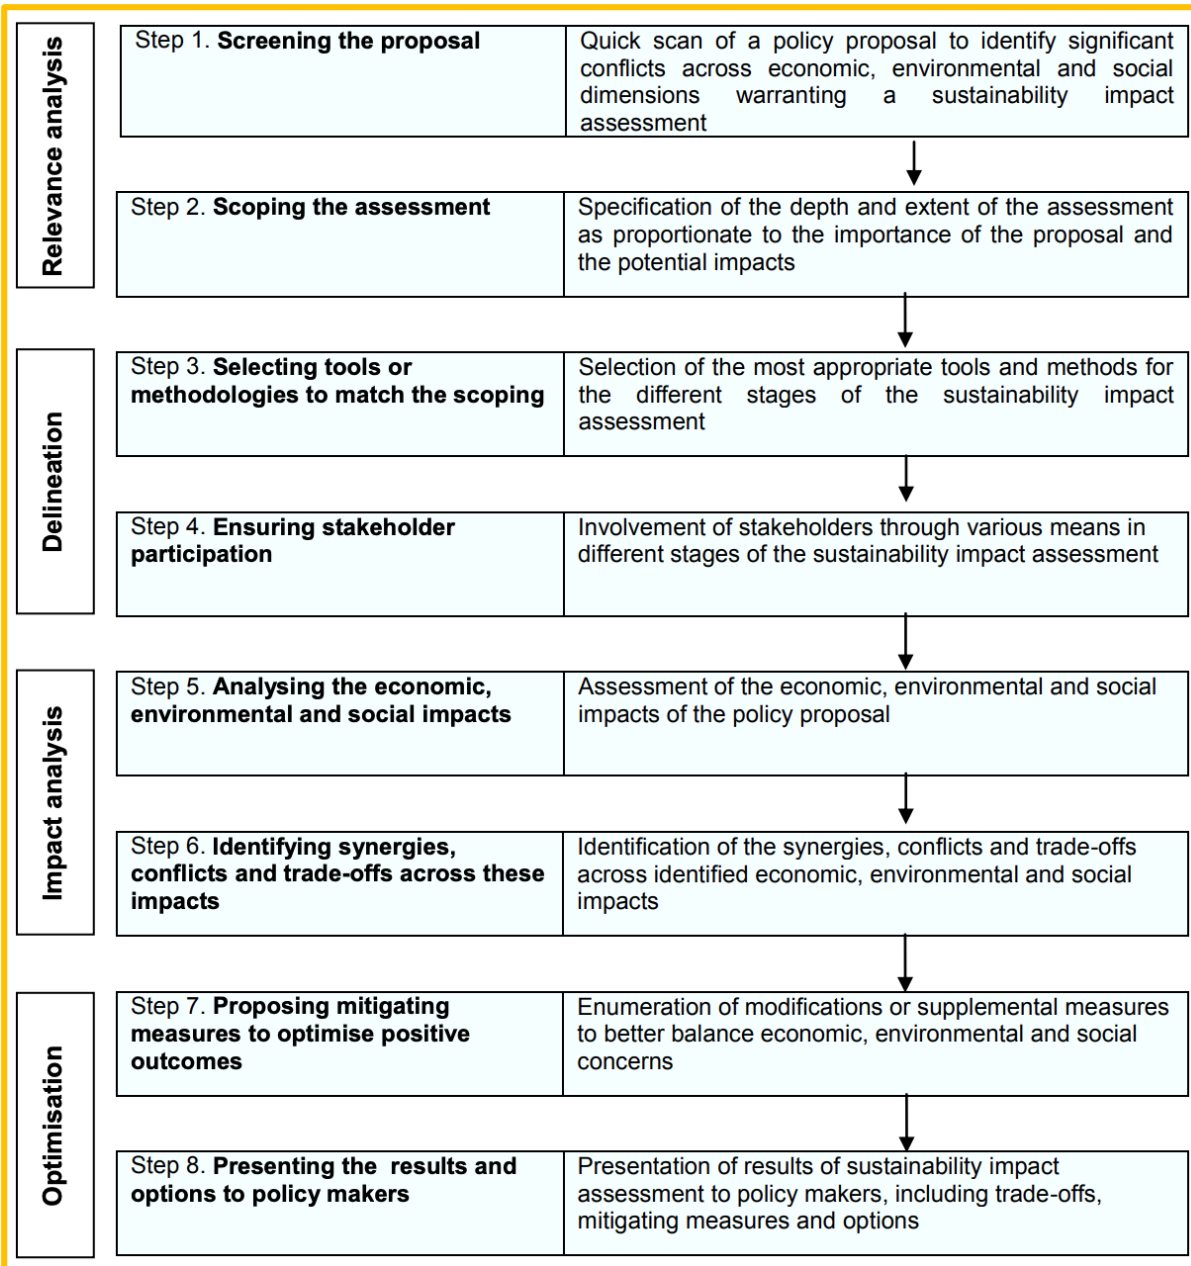 Relevance analysis
Step 1. Screening the proposal
Quick scan of a policy proposal to identify significant
conflicts across economic, environmental and social
dimensions warranting a sustainability impact
assessment
Step 2. Scoping the assessment
Specification of the depth and extent of the assessment
as proportionate to the importance of the proposal and
the potential impacts
Delineation
Step 3. Selecting tools or
methodologies to match the scoping
Selection of the most appropriate tools and methods for
the different stages of the sustainability impact
assessment
Step 4. Ensuring stakeholder
participation
Involvement of stakeholders through various means in
different stages of the sustainability impact assessment
Impact analysis
Step 5. Analysing the economic,
environmental and social impacts
Assessment of the economic, environmental and social
impacts of the policy proposal
Step 6. Identifying synergies,
conflicts and trade-offs across these
impacts
Identification of the synergies, conflicts and trade-offs
across identified economic, environmental and social
impacts
Optimisation
Step 7. Proposing mitigating
measures to optimise positive
outcomes
Enumeration of modifications or supplemental measures
to better balance economic, environmental and social
concerns
Step 8. Presenting the results and
options to policy makers
Presentation of results of sustainability impact
assessment to policy makers, including trade-offs,
mitigating measures and options